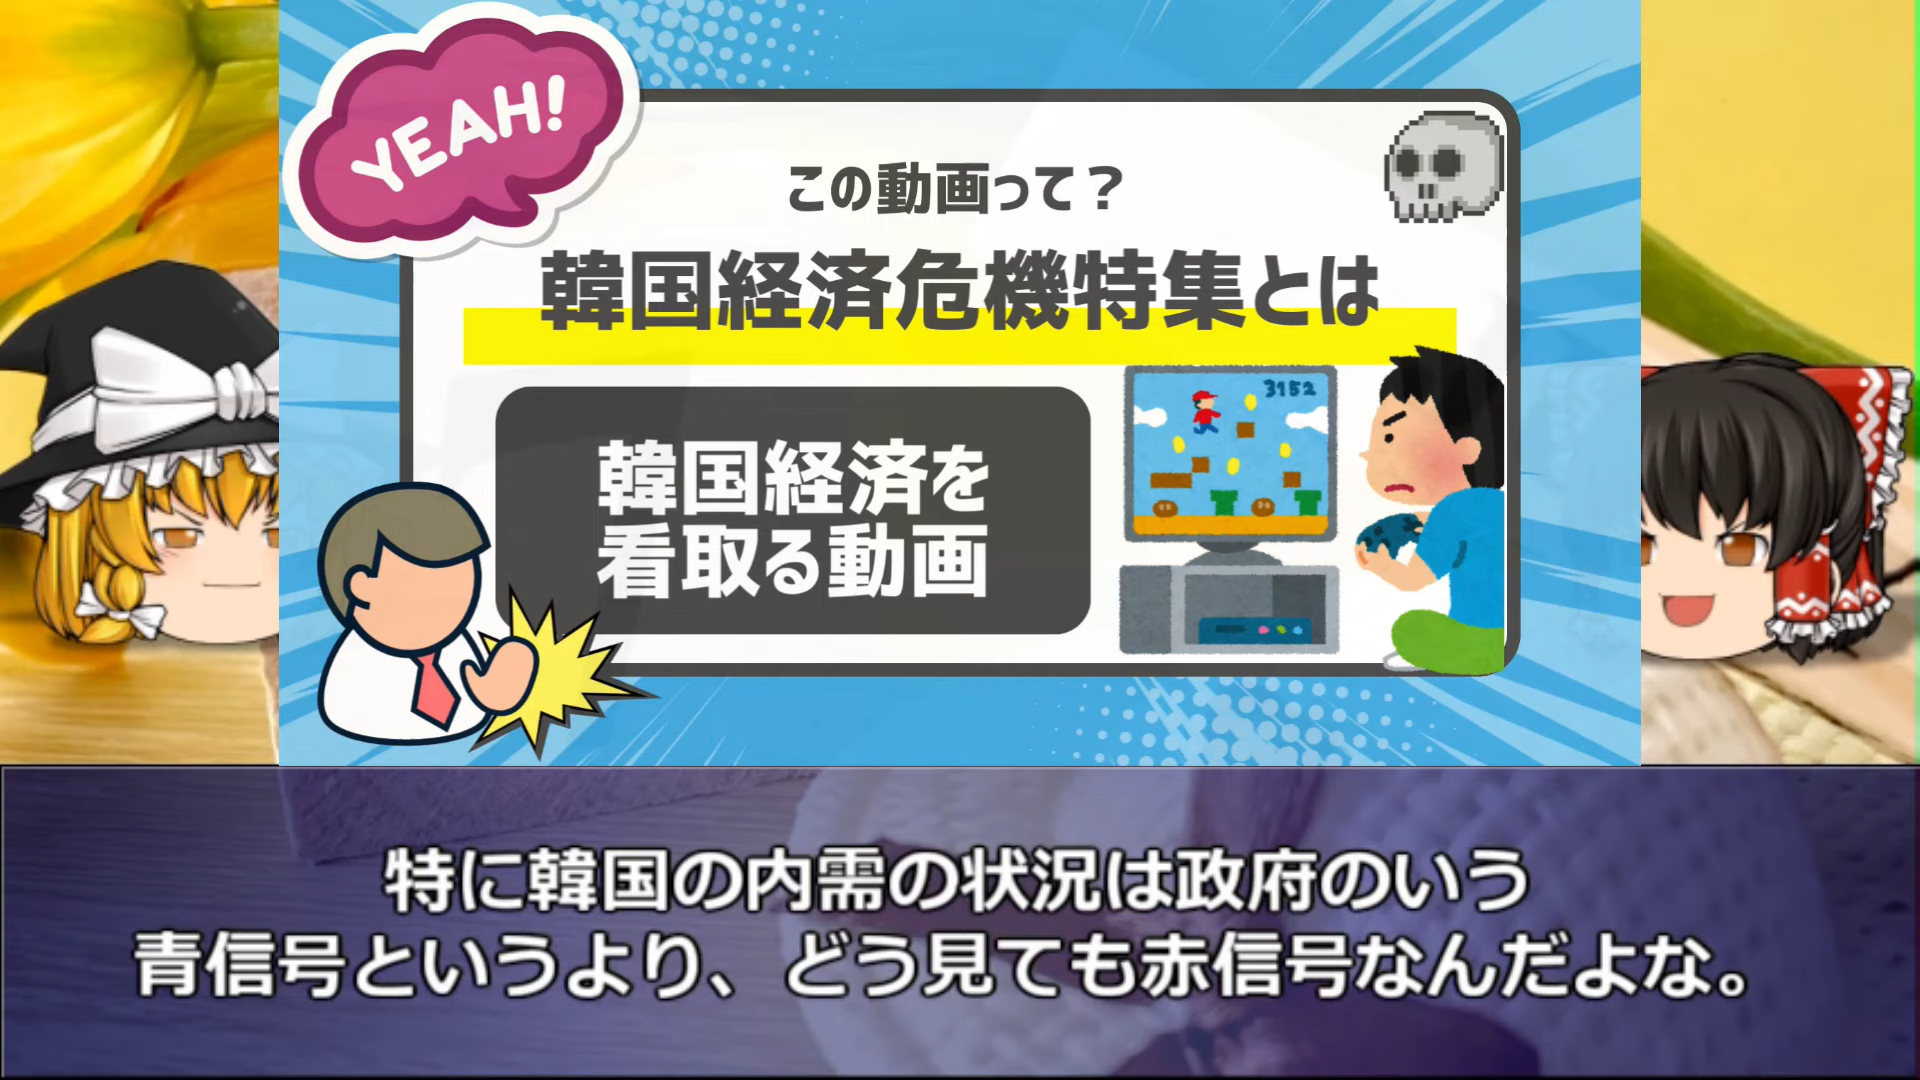 YEAH!
この動画って？
韓国経済危機特集とは
3152
韓国経済を
看取る動画
特に韓国の内需の状況は政府のいう
青信号というより、どう見ても赤信号なんだよな。